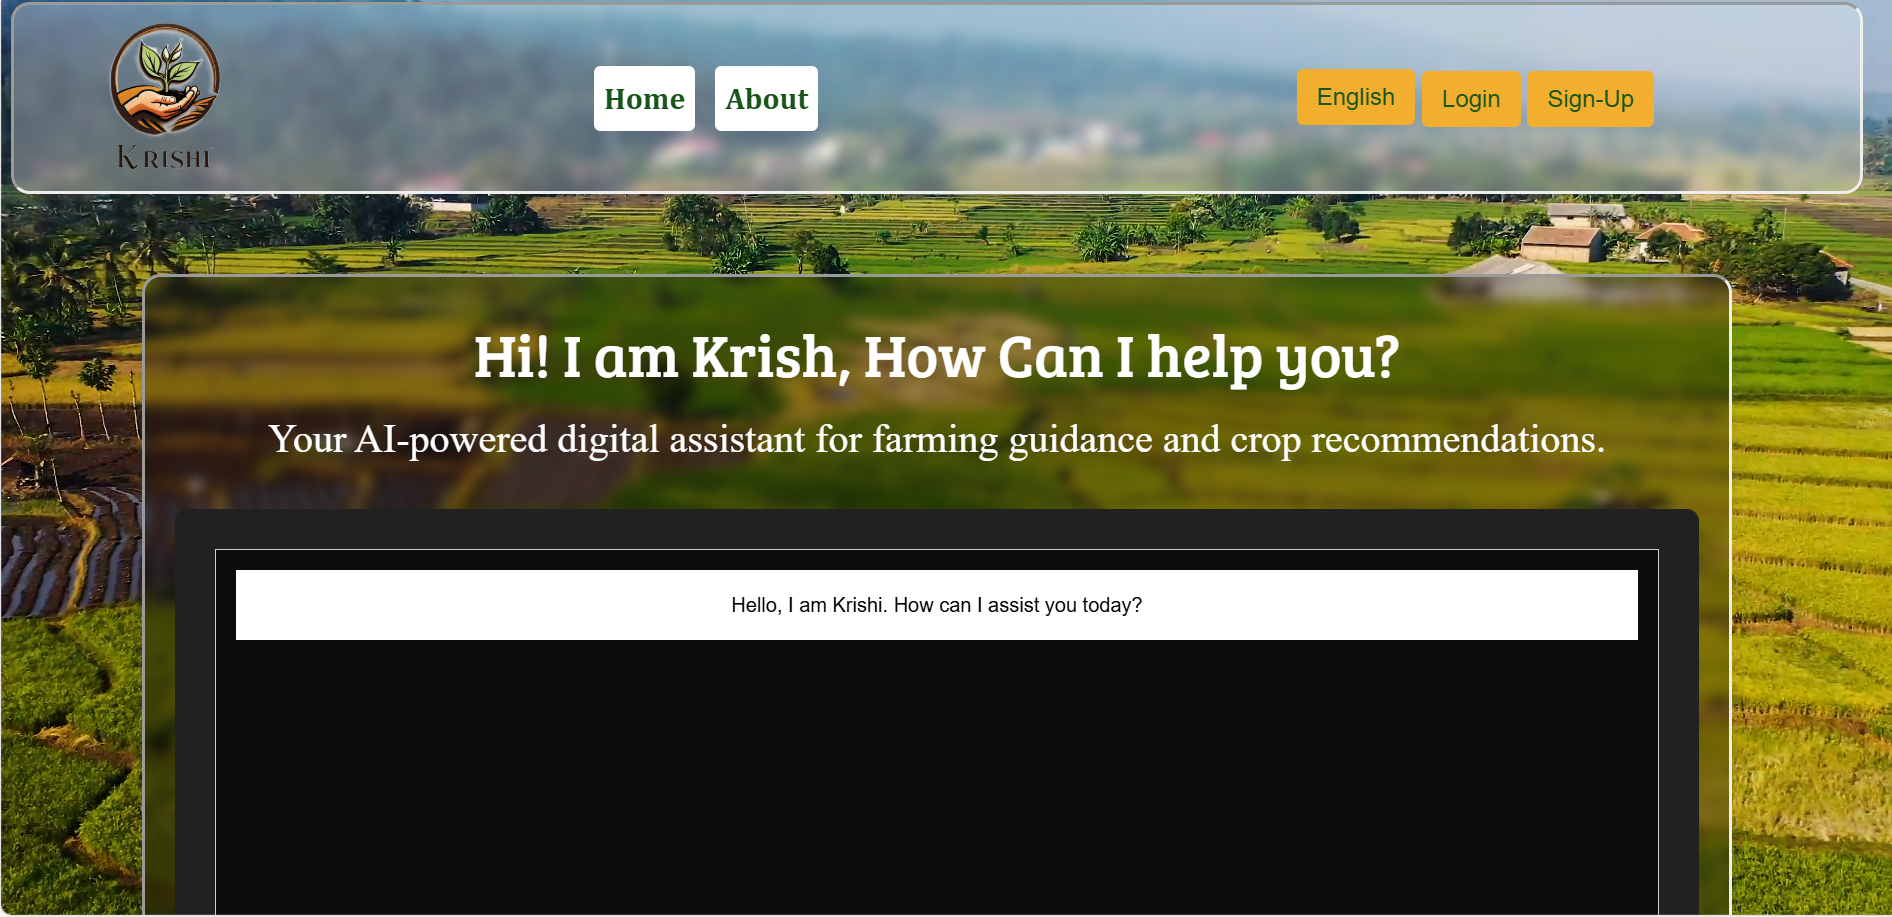 KRISHI
Home
About
English
Login
Sign-Up
Hi! I am Krish, How Can I help you?
Your AI-powered digital assistant for farming guidance and crop recommendations.
Hello, I am Krishi. How can I assist you today?